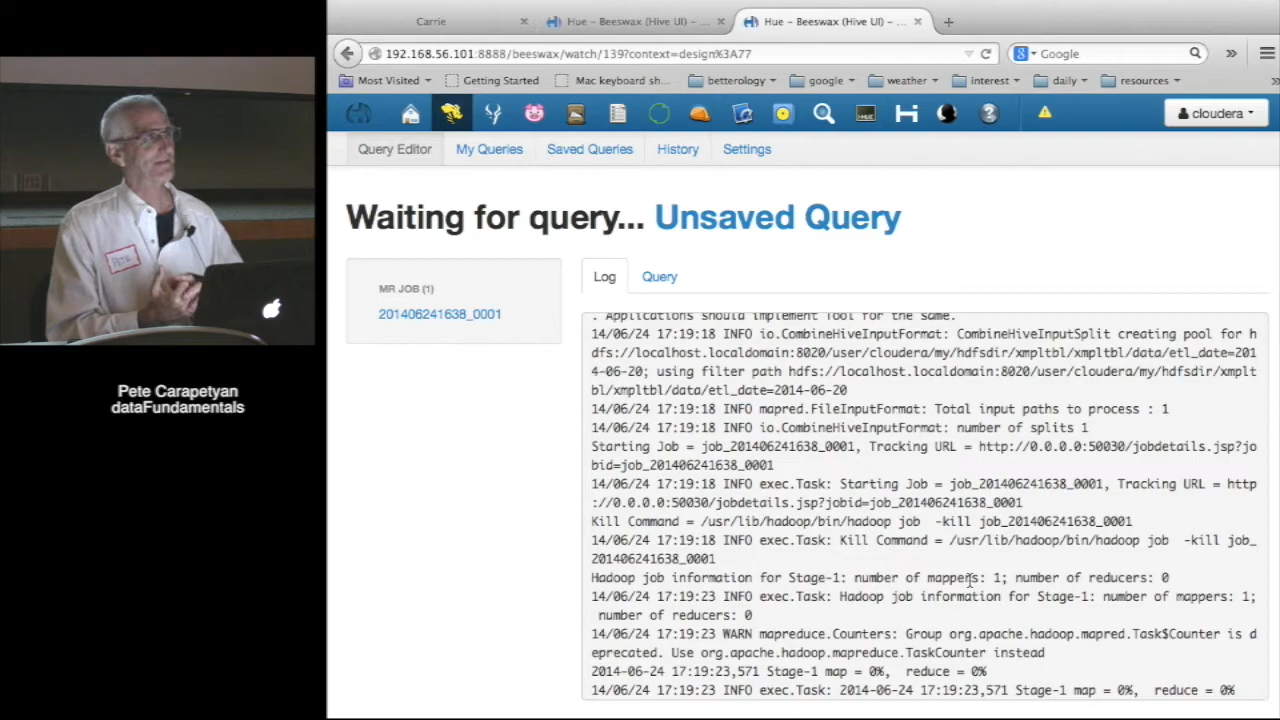 Carrie
Hue - Beeswax (Hive UI) - ...
Hue - Beeswax (Hive UI) - ...
192.168.56.101:8888/beeswax/watch/139?context=design%3A77
Google
Most Visited
Getting Started
Mac keyboard sh...
betterology
google
weather
interest
daily
resources
cloudera
Query Editor
My Queries
Saved Queries
History
Settings
Waiting for query... Unsaved Query
MR JOB (1)
201406241638_0001
Log
Query
. Applications should implement Tool for the same.
14/06/24 17:19:18 INFO io.CombineHiveInputFormat: CombineHiveInputSplit creating pool for h
dfs://localhost.localdomain:8020/user/cloudera/my/hdfsdir/xmpltbl/xmpltbl/data/etl_date=201
4-06-20; using filter path hdfs://localhost.localdomain:8020/user/cloudera/my/hdfsdir/xmplt
bl/xmpltbl/data/etl_date=2014-06-20
14/06/24 17:19:18 INFO mapred.FileInputFormat: Total input paths to process : 1
14/06/24 17:19:18 INFO io.CombineHiveInputFormat: number of splits 1
Starting Job = job_201406241638_0001, Tracking URL = http://0.0.0.0:50030/jobdetails.jsp?jo
bid=job_201406241638_0001
14/06/24 17:19:18 INFO exec.Task: Starting Job = job_201406241638_0001, Tracking URL = http
://0.0.0.0:50030/jobdetails.jsp?jobid=job_201406241638_0001
Kill Command = /usr/lib/hadoop/bin/hadoop job  -kill job_201406241638_0001
14/06/24 17:19:18 INFO exec.Task: Kill Command = /usr/lib/hadoop/bin/hadoop job  -kill job_
201406241638_0001
Hadoop job information for Stage-1: number of mappers: 1; number of reducers: 0
14/06/24 17:19:23 INFO exec.Task: Hadoop job information for Stage-1: number of mappers: 1;
number of reducers: 0
14/06/24 17:19:23 WARN mapreduce.Counters: Group org.apache.hadoop.mapred.Task$Counter is d
eprecated. Use org.apache.hadoop.mapreduce.TaskCounter instead
2014-06-24 17:19:23,571 Stage-1 map = 0%,  reduce = 0%
14/06/24 17:19:23 INFO exec.Task: 2014-06-24 17:19:23,571 Stage-1 map = 0%,  reduce = 0%
Pete
Pete Carapetyan
dataFundamentals